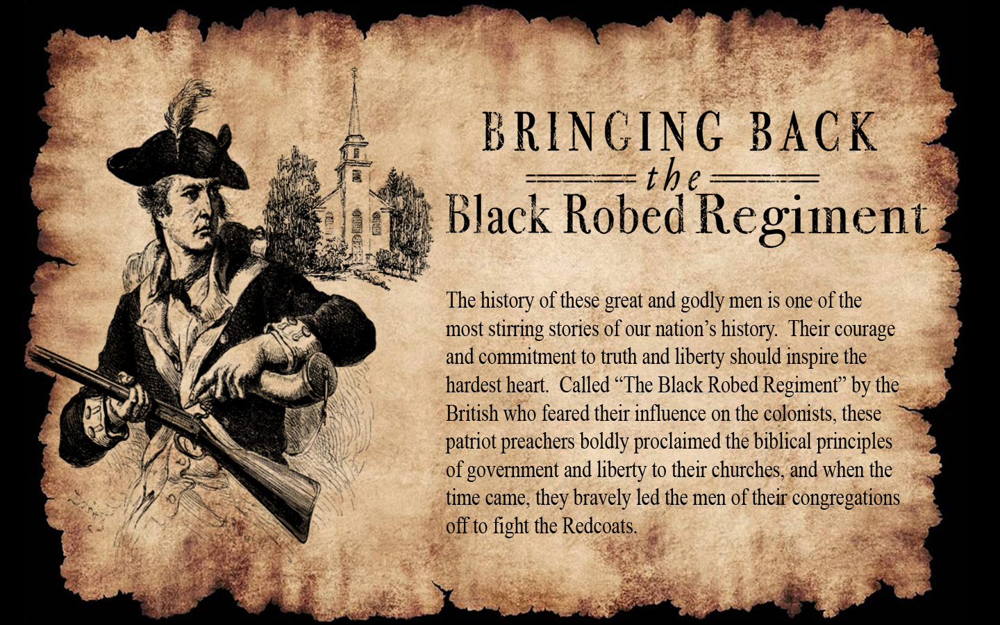 BRINGING BACK
the
Black Robed Regiment
The history of these great and godly men is one of the
most stirring stories of our nation’s history.  Their courage
and commitment to truth and liberty should inspire the
hardest heart.  Called “The Black Robed Regiment” by the
British who feared their influence on the colonists, these
patriot preachers boldly proclaimed the biblical principles
of government and liberty to their churches, and when the
time came, they bravely led the men of their congregations
off to fight the Redcoats.